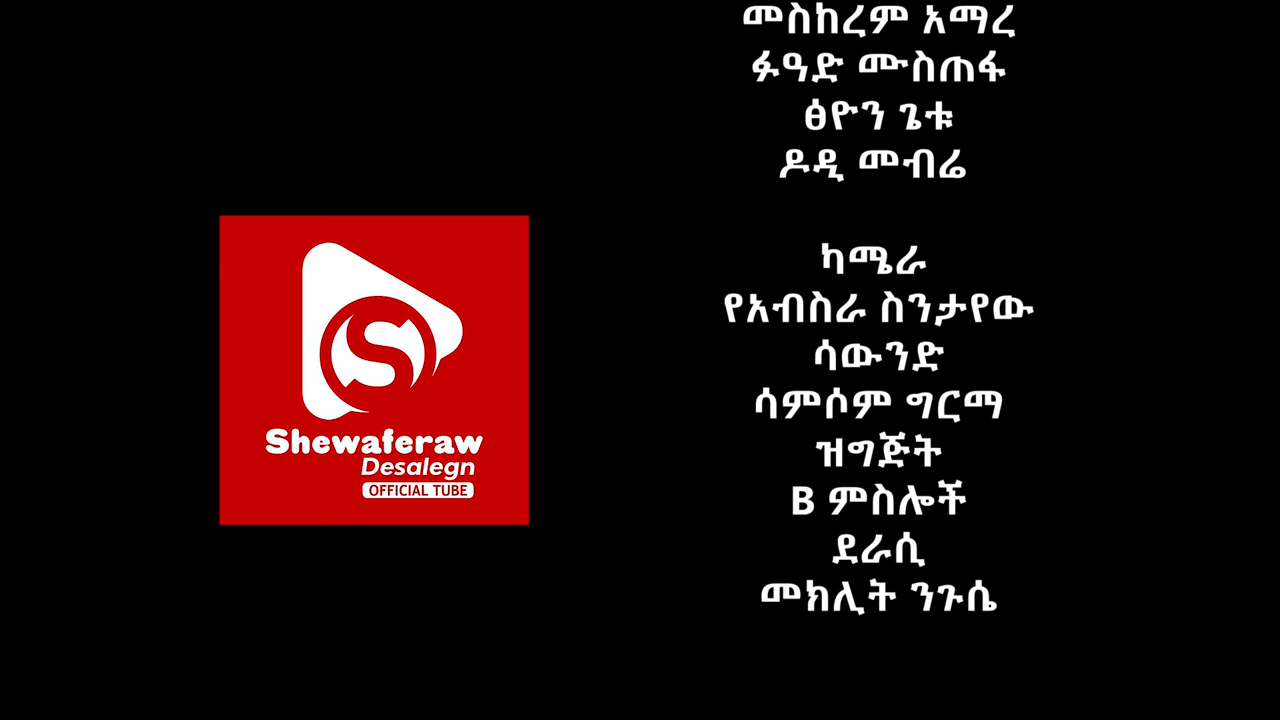 መስከረም አማረ
ፉዓድ ሙስጠፋ
ፅዮን ጌቱ
ዶዲ መብሬ
ካሜራ
የአብስራ ስንታየው
ሳውንድ
ሳምሶም ግርማ
ዝግጅት
B ምስሎች
ደራሲ
መክሊት ንጉሴ
S
Shewaferaw
Desalegn
OFFICIAL TUBE